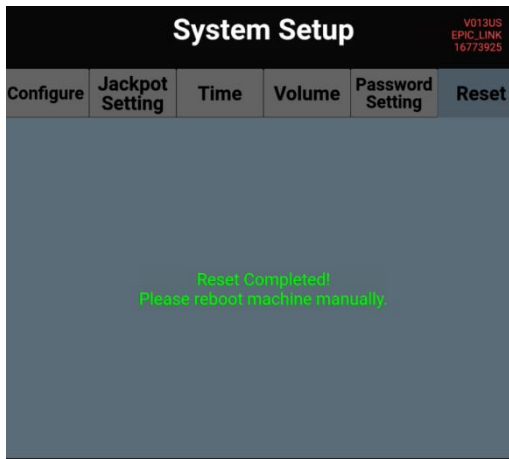 System Setup
V013US
EPIC_LINK
16773925
Configure
Jackpot
Setting
Time
Volume
Password
Setting
Reset
Reset Completed!
Please reboot machine manually.